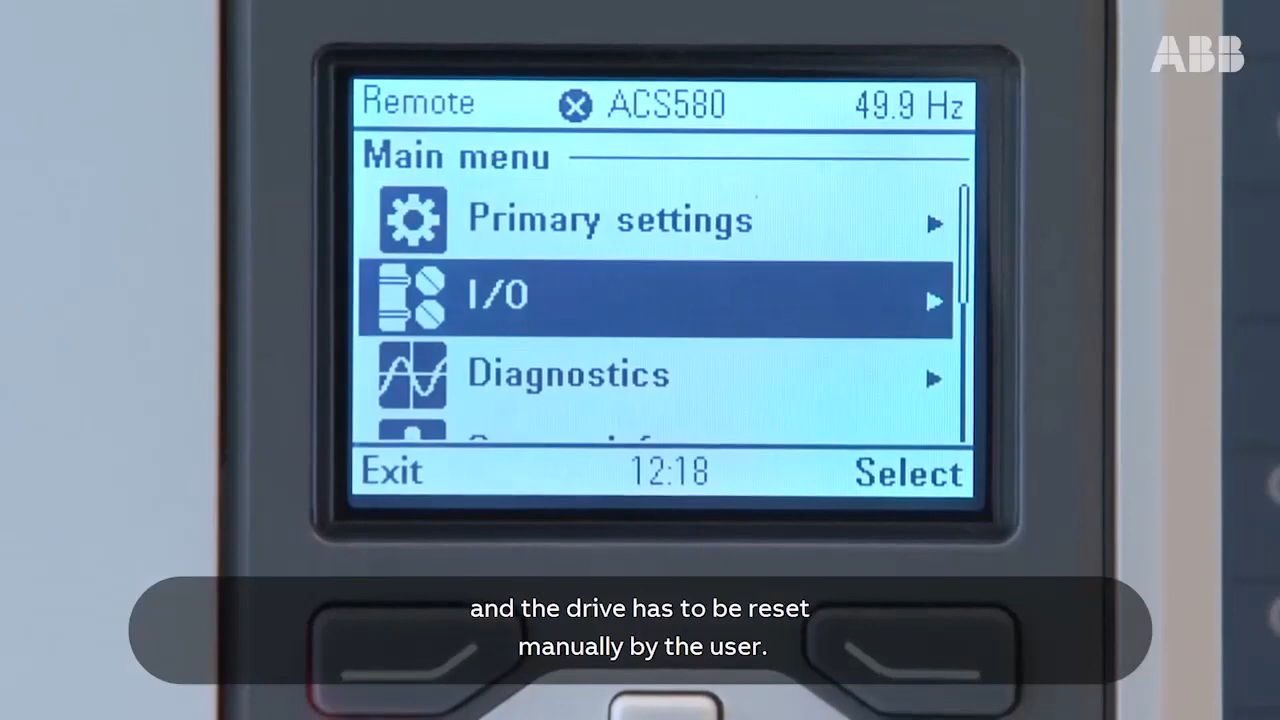 ABB
Remote ACS580 49.9 Hz
Main menu
Primary settings
I/O
Diagnostics
Exit 12:18 Select
and the drive has to be reset
manually by the user.